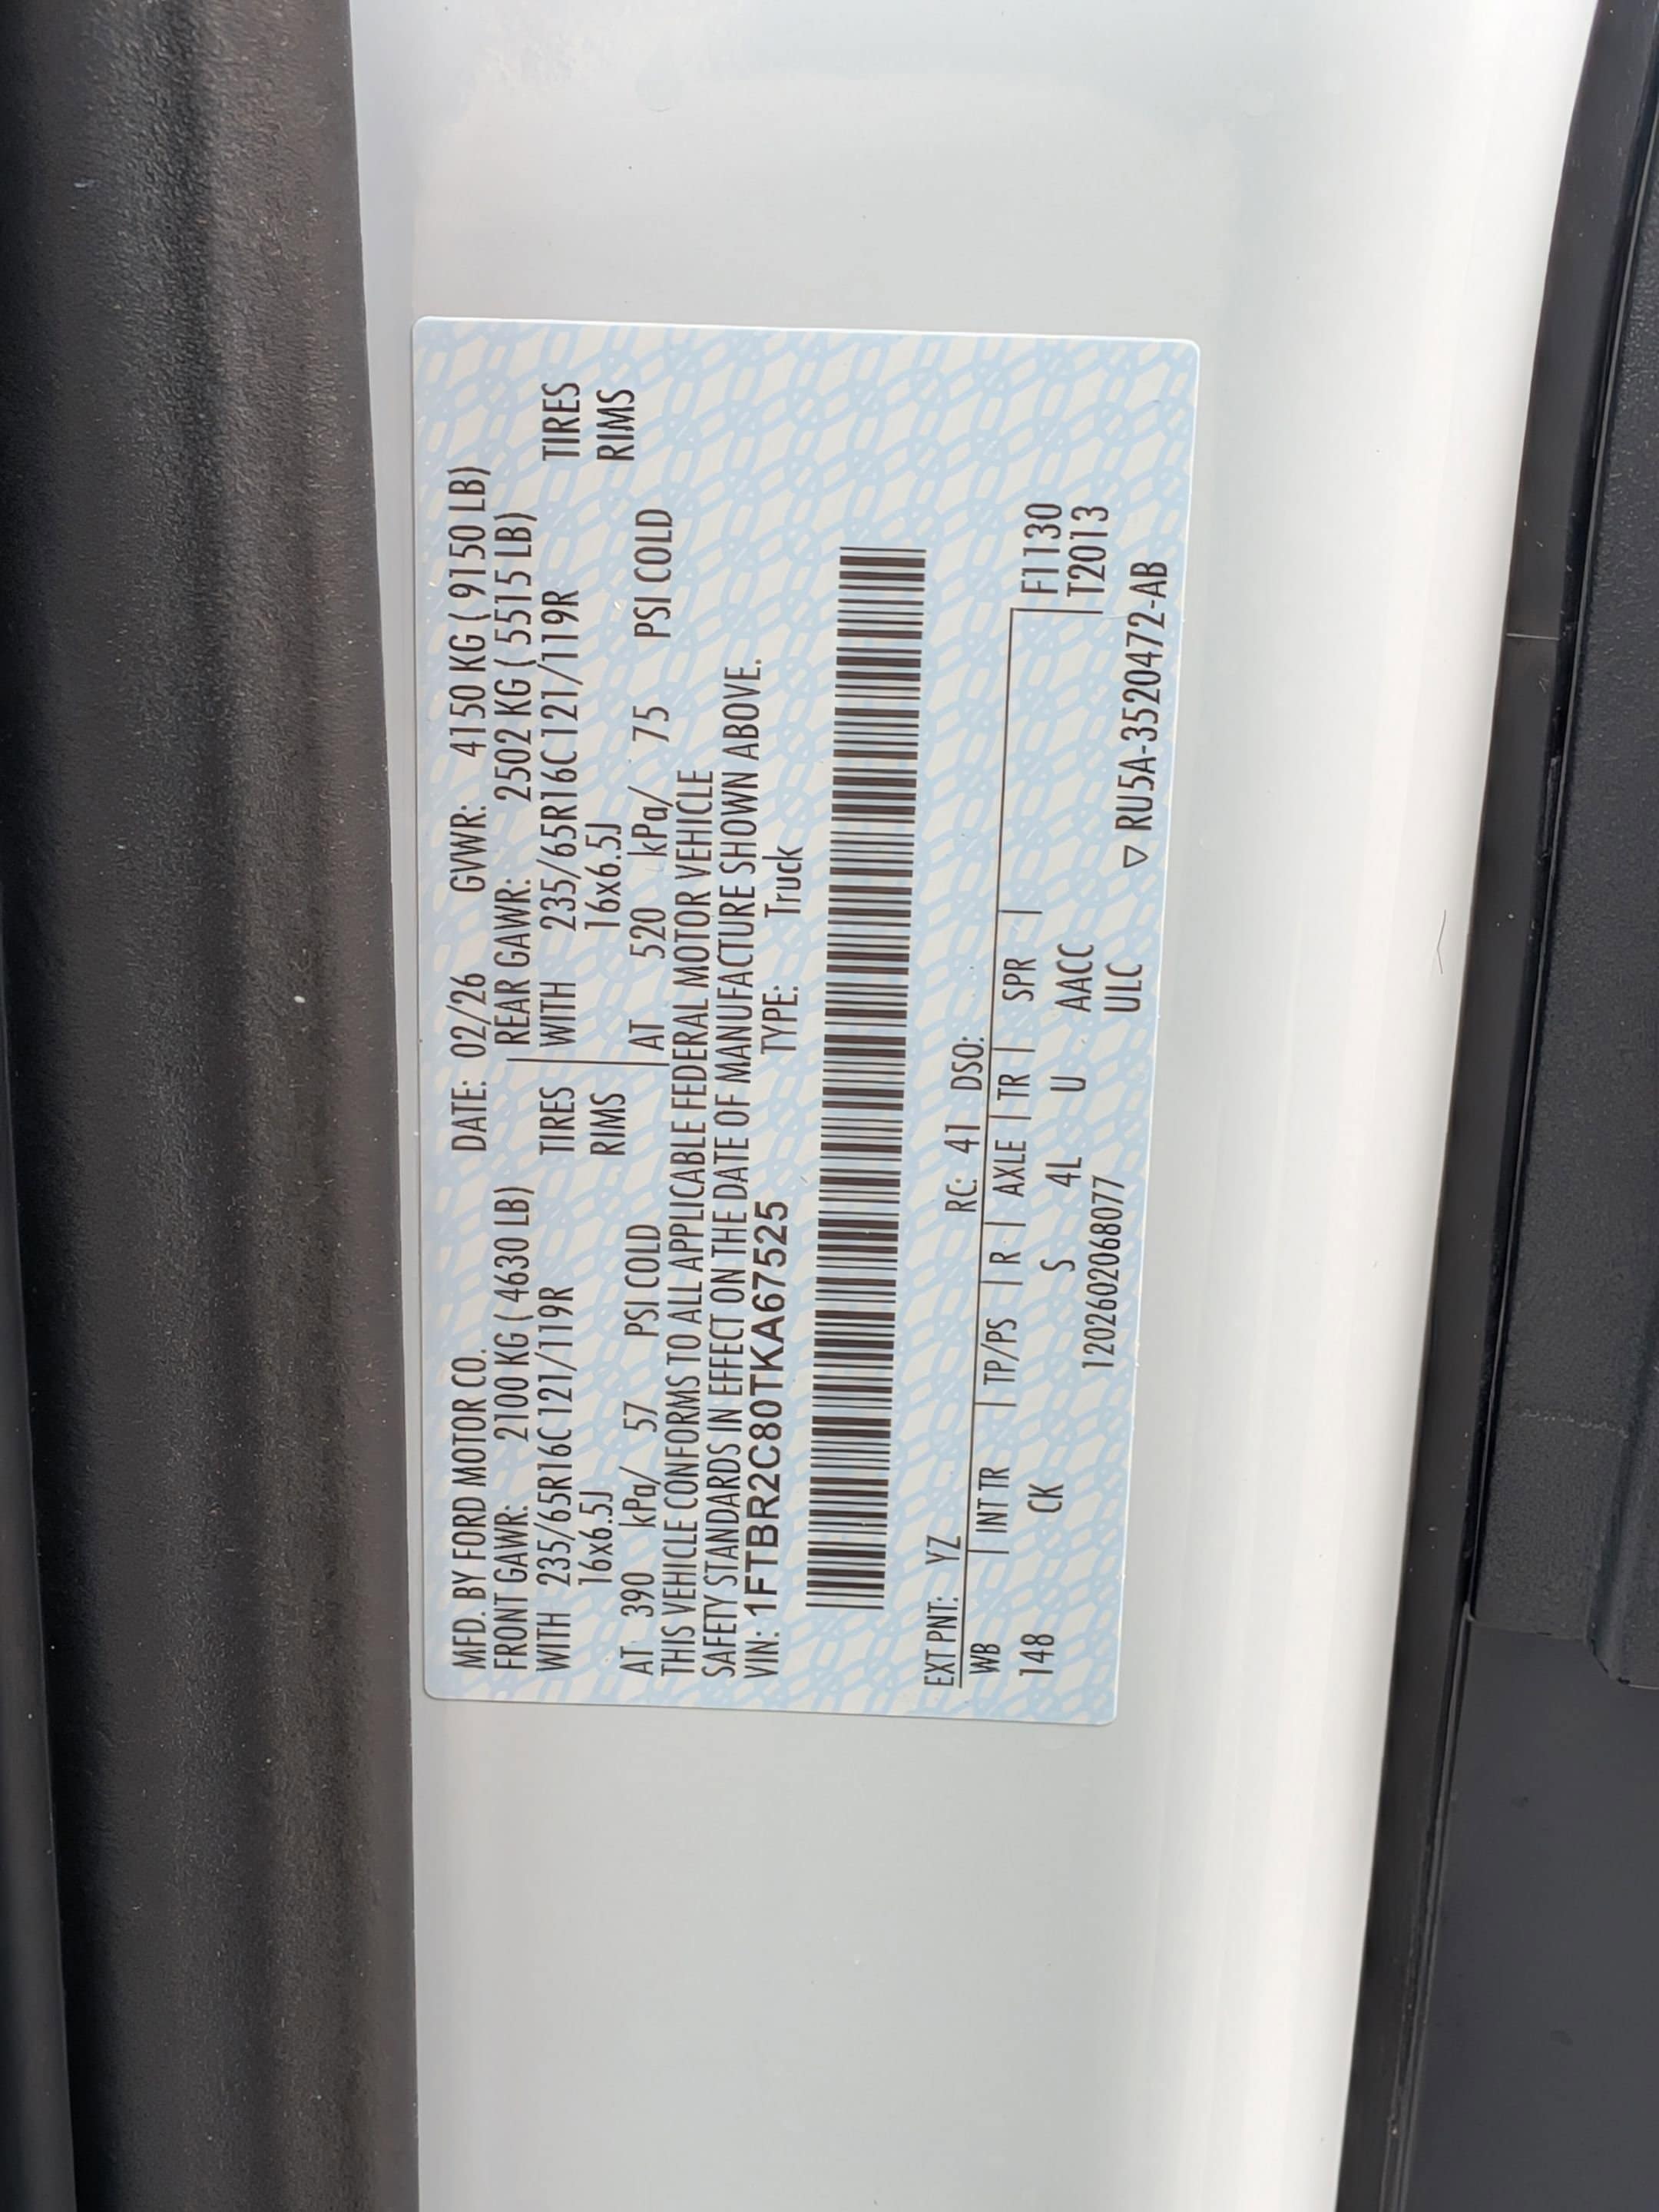 MFD. BY FORD MOTOR CO. DATE: 02/26 GVWR: 4150 KG ( 9150 LB)
FRONT GAWR: 2100 KG ( 4630 LB) REAR GAWR: 2502 KG ( 5515 LB)
WITH 235/65R16C121/119R TIRES WITH 235/65R16C121/119R TIRES
16x6.5J RIMS 16x6.5J RIMS
AT 390 kPa/ 57 PSI COLD AT 520 kPa/ 75 PSI COLD
THIS VEHICLE CONFORMS TO ALL APPLICABLE FEDERAL MOTOR VEHICLE
SAFETY STANDARDS IN EFFECT ON THE DATE OF MANUFACTURE SHOWN ABOVE.
VIN: 1FTBR2C80TKA67525 TYPE: Truck
EXT PNT: YZ RC: 41 DSO:
WB INT TR TP/PS R AXLE TR SPR F1130
148 CK S 4L U AACC T2013
1202602068077 ULC
▽ RU5A-3520472-AB